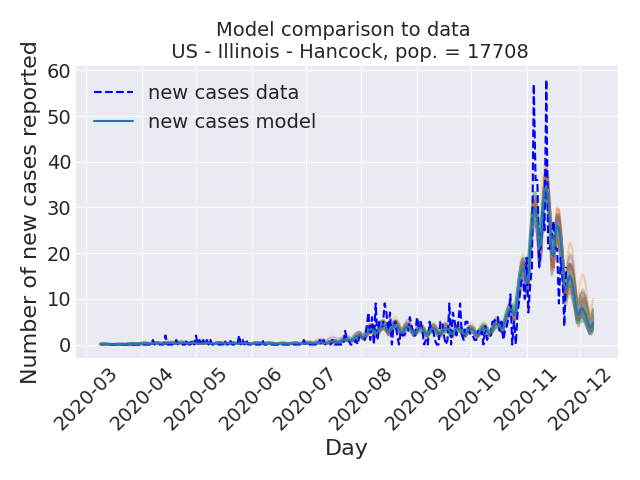 Model comparison to data
US - Illinois - Hancock, pop. = 17708
Number of new cases reported
60
50
40
30
20
10
0
new cases data
new cases model
2020-03
2020-04
2020-05
2020-06
2020-07
2020-08
2020-09
2020-10
2020-11
2020-12
Day